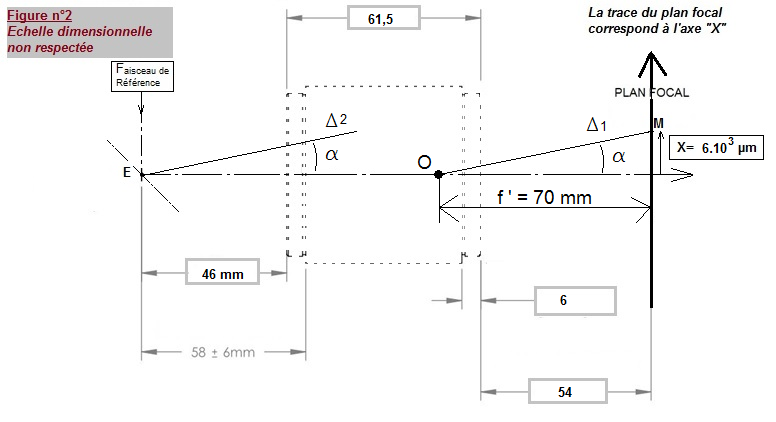 Figure n°2
Echelle dimensionnelle
non respectée
61,5
La trace du plan focal
correspond à l'axe "X"
Faisceau de
Référence
PLAN FOCAL
Δ2
Δ1
M
α
O
α
X= 6.10³ µm
E
f ' = 70 mm
46 mm
6
58 ± 6mm
54